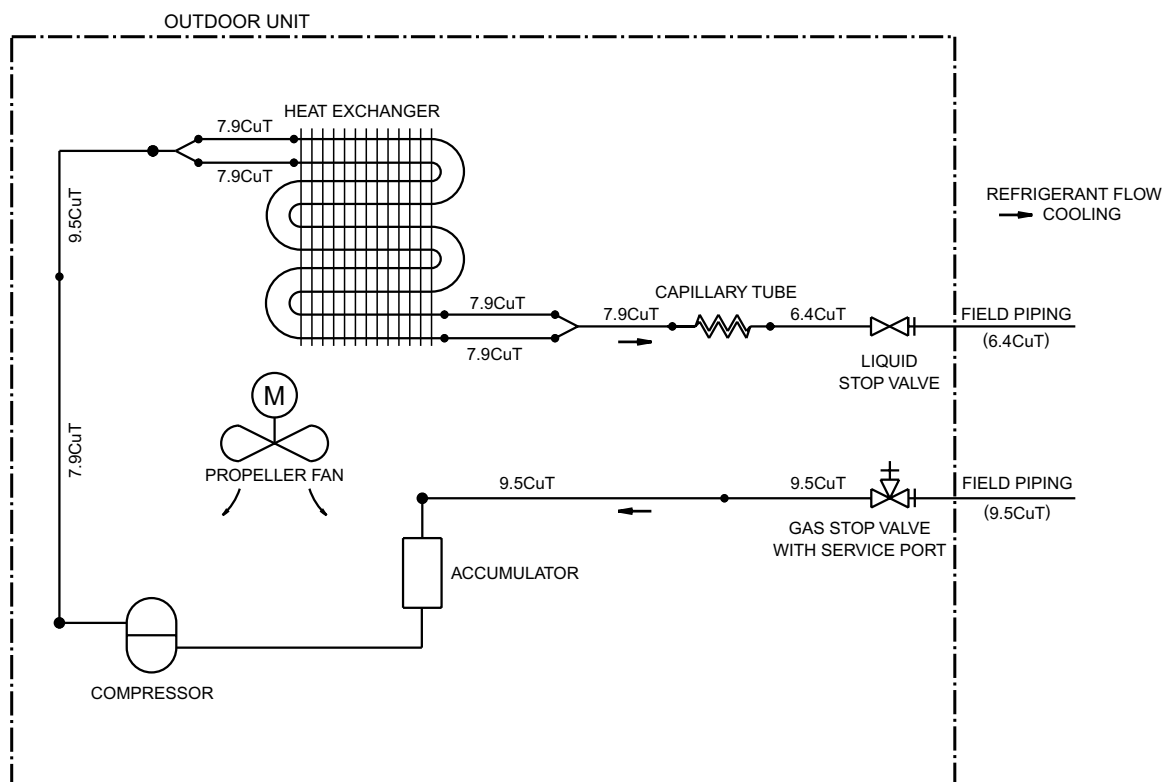 OUTDOOR UNIT
HEAT EXCHANGER
7.9CuT
7.9CuT
9.5CuT
REFRIGERANT FLOW
COOLING
7.9CuT
7.9CuT
7.9CuT
CAPILLARY TUBE
6.4CuT
FIELD PIPING
(6.4CuT)
LIQUID
STOP VALVE
M
PROPELLER FAN
7.9CuT
9.5CuT
9.5CuT
FIELD PIPING
(9.5CuT)
GAS STOP VALVE
WITH SERVICE PORT
ACCUMULATOR
COMPRESSOR